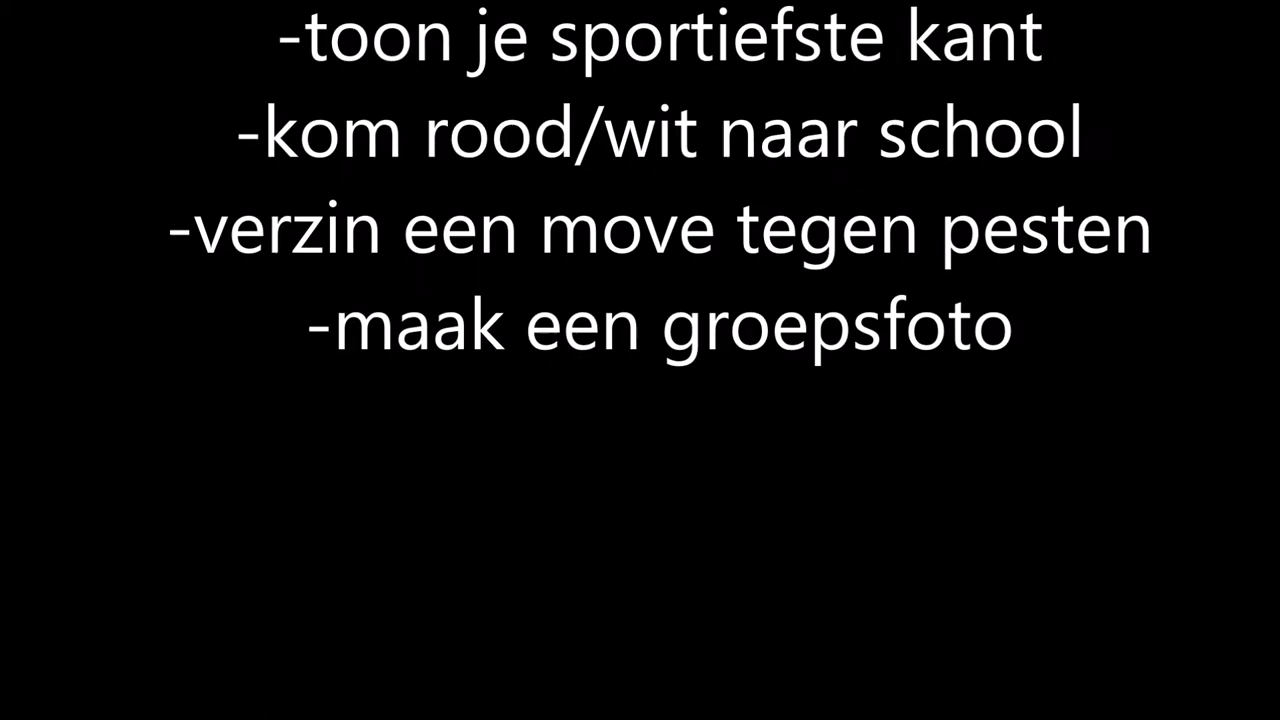 -toon je sportiefste kant
-kom rood/wit naar school
-verzin een move tegen pesten
-maak een groepsfoto